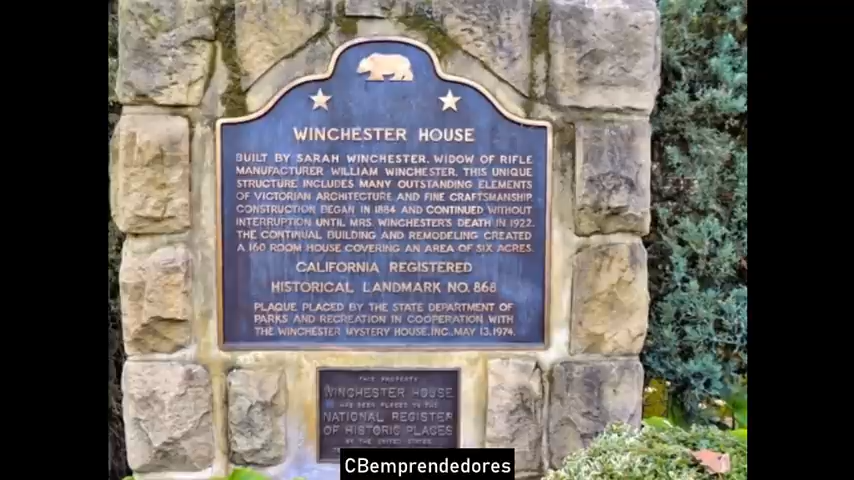 WINCHESTER HOUSE
BUILT BY SARAH WINCHESTER, WIDOW OF RIFLE
MANUFACTURER WILLIAM WINCHESTER, THIS UNIQUE
STRUCTURE INCLUDES MANY OUTSTANDING ELEMENTS
OF VICTORIAN ARCHITECTURE AND FINE CRAFTSMANSHIP.
CONSTRUCTION BEGAN IN 1884 AND CONTINUED WITHOUT
INTERRUPTION UNTIL MRS. WINCHESTER'S DEATH IN 1922.
THE CONTINUAL BUILDING AND REMODELING CREATED
A 160 ROOM HOUSE COVERING AN AREA OF SIX ACRES.
CALIFORNIA REGISTERED
HISTORICAL LANDMARK NO. 868
PLAQUE PLACED BY THE STATE DEPARTMENT OF
PARKS AND RECREATION IN COOPERATION WITH
THE WINCHESTER MYSTERY HOUSE, INC., MAY 13, 1974.
THIS PROPERTY
WINCHESTER HOUSE
HAS BEEN PLACED IN THE
NATIONAL REGISTER
OF HISTORIC PLACES
BY THE UNITED STATES
CBemprendedores